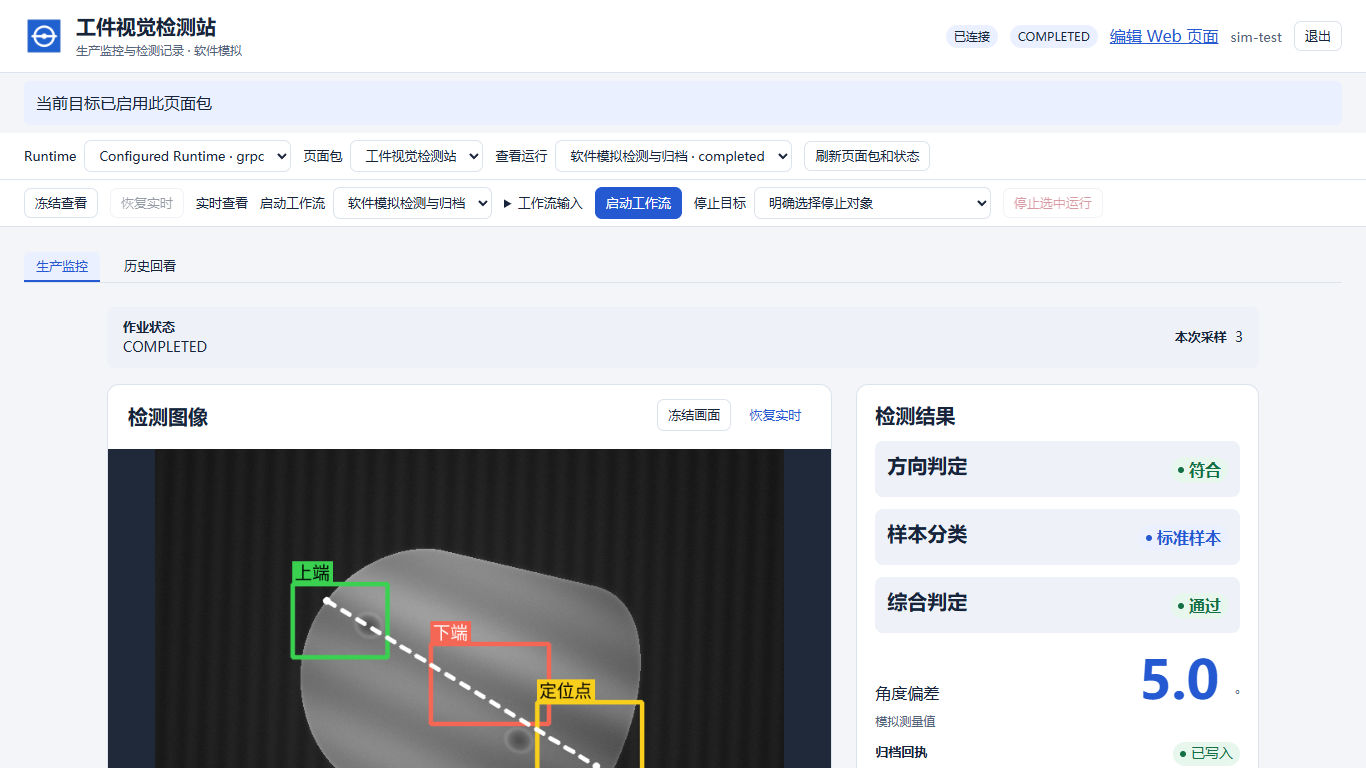 工件视觉检测站
生产监控与检测记录 · 软件模拟
已连接
COMPLETED
编辑 Web 页面
sim-test
退出
当前目标已启用此页面包
Runtime
Configured Runtime · grpc
页面包
工件视觉检测站
查看运行
软件模拟检测与归档 · completed
刷新页面包和状态
冻结查看
恢复实时
实时查看
启动工作流
软件模拟检测与归档
▶ 工作流输入
启动工作流
停止目标
明确选择停止对象
停止选中运行
生产监控
历史回看
作业状态
COMPLETED
本次采样 3
检测图像
冻结画面
恢复实时
上端
下端
定位点
检测结果
方向判定
• 符合
样本分类
• 标准样本
综合判定
• 通过
角度偏差
5.0 °
模拟测量值
归档回执
• 已写入